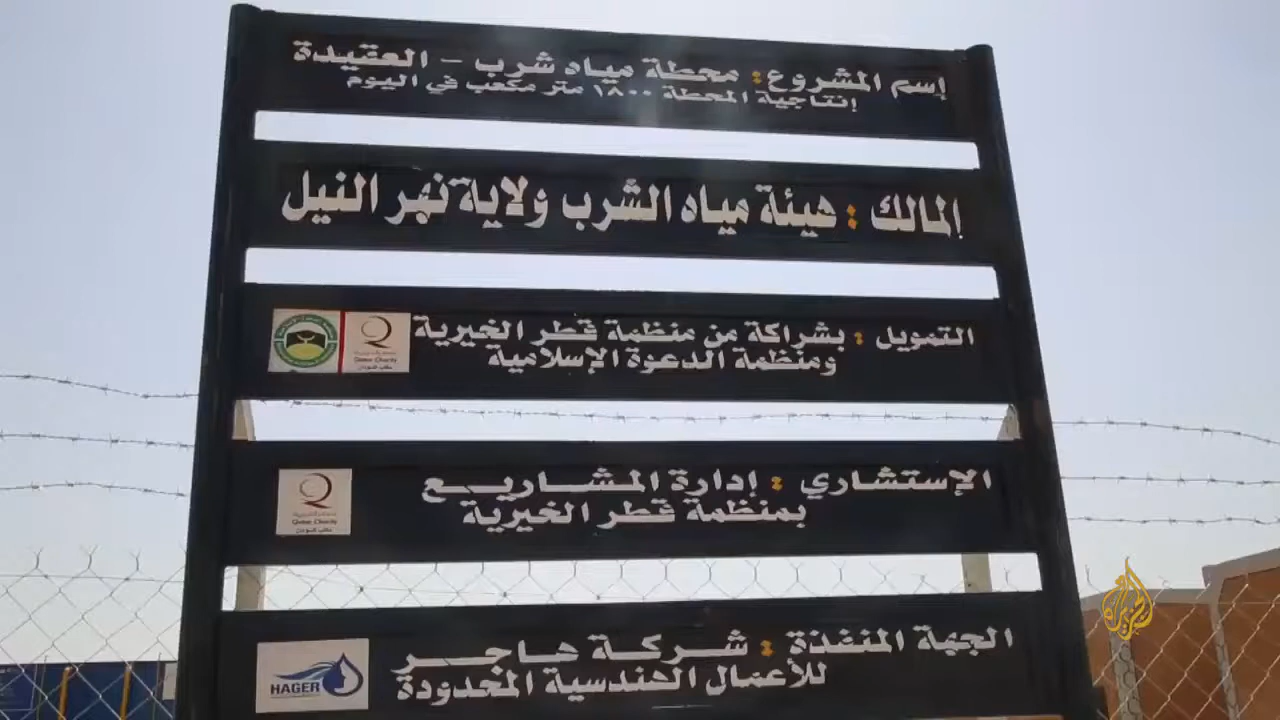 إسم المشروع : محطة مياه شرب - العقيدة
إنتاجية المحطة ١٨٠٠ متر مكعب في اليوم
المالك : هيئة مياه الشرب ولاية نهر النيل
التمويل : بشراكة من منظمة قطر الخيرية
ومنظمة الدعوة الإسلامية
Qatar Charity
الإستشاري : إدارة المشاريع
بمنظمة قطر الخيرية
Qatar Charity
الجهة المنفذة : شركة هاجر
للأعمال الهندسية المحدودة
HAGER
الجزيرة